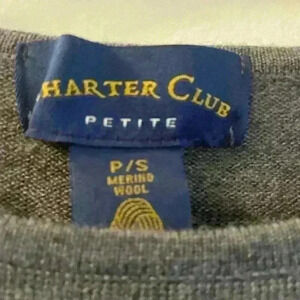 HARTER CLUB
PETITE
P/S
MERINO
WOOL